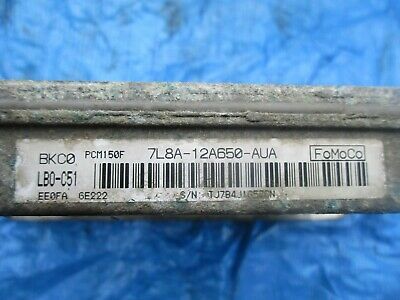 BKC0 PCM150F 7L8A-12A650-AUA FoMoCo
LB0-C51
EE0FA 6E222 S/N: